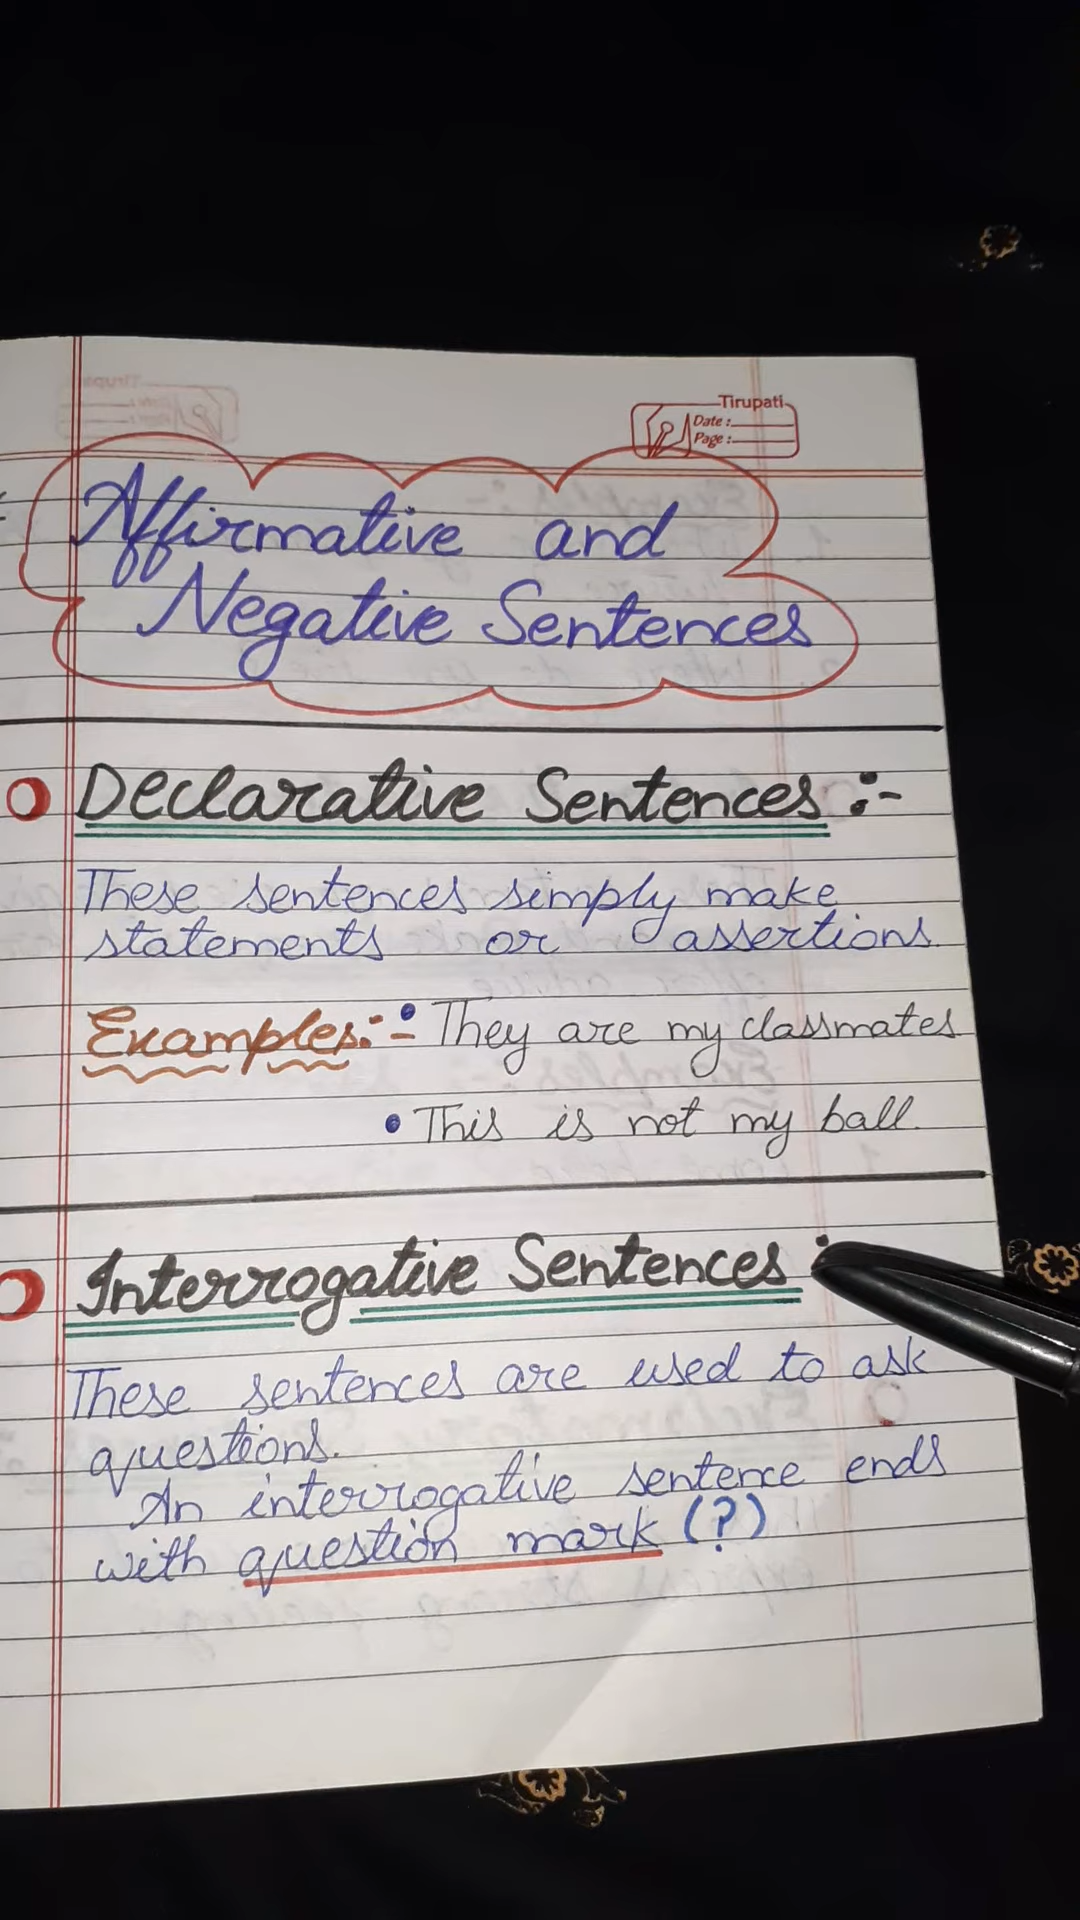 Tirupati
Date :
Page :
Affirmative and
Negative Sentences
Declarative Sentences :-
These sentences simply make
statements or assertions.
Examples:- • They are my classmates
• This is not my ball.
Interrogative Sentences :
These sentences are used to ask
questions.
An interrogative sentence ends
with question mark (?)